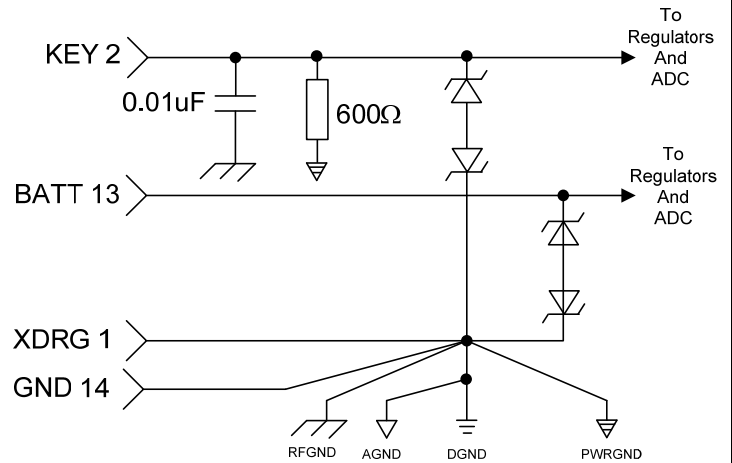 To
Regulators
And
ADC
KEY 2
0.01uF
600Ω
To
Regulators
And
ADC
BATT 13
XDRG 1
GND 14
RFGND
AGND
DGND
PWRGND